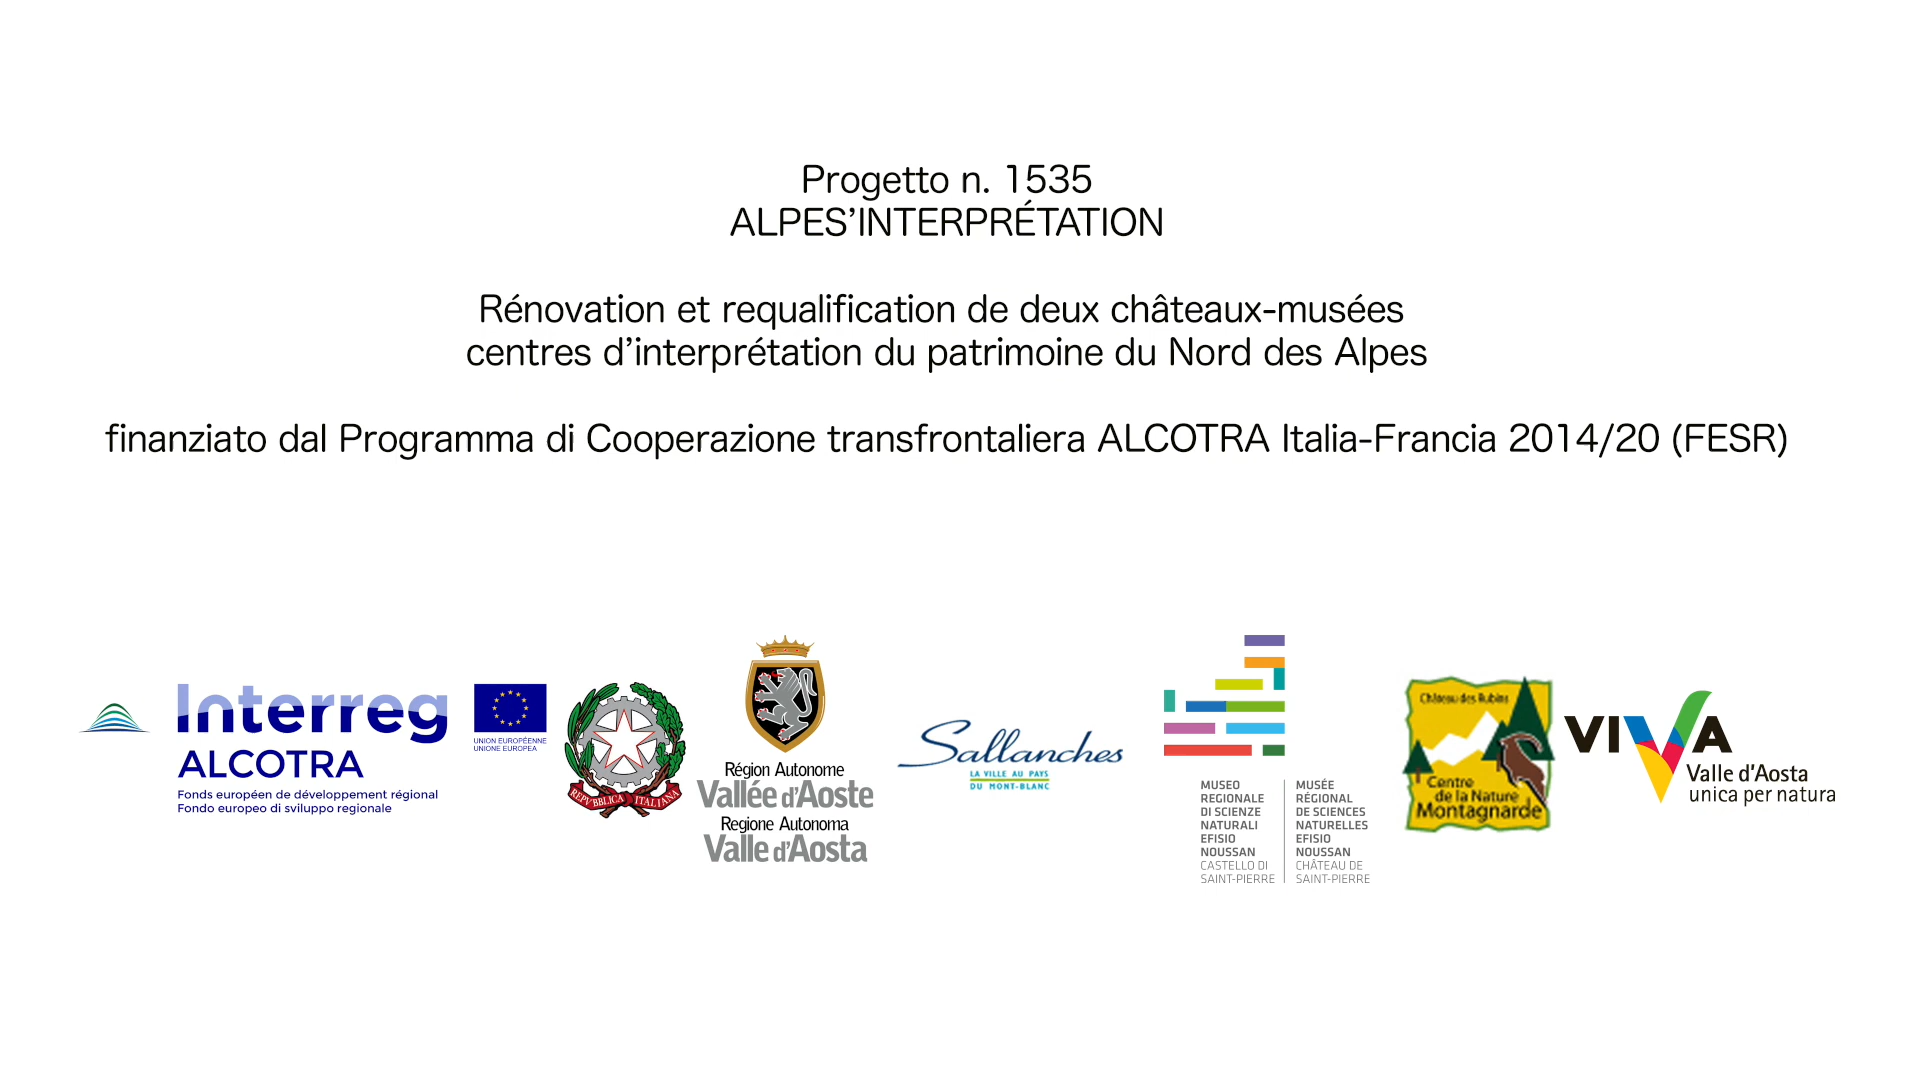 Progetto n. 1535
ALPES’INTERPRÉTATION
Rénovation et requalification de deux châteaux-musées
centres d’interprétation du patrimoine du Nord des Alpes
finanziato dal Programma di Cooperazione transfrontaliera ALCOTRA Italia-Francia 2014/20 (FESR)
Interreg
ALCOTRA
Fonds européen de développement régional
Fondo europeo di sviluppo regionale
UNION EUROPÉENNE
UNIONE EUROPEA
REPVBBLICA ITALIANA
Région Autonome
Vallée d’Aoste
Regione Autonoma
Valle d’Aosta
Sallanches
LA VILLE AU PAYS
DU MONT-BLANC
MUSEO
REGIONALE
DI SCIENZE
NATURALI
EFISIO
NOUSSAN
CASTELLO DI
SAINT-PIERRE
MUSÉE
RÉGIONAL
DE SCIENCES
NATURELLES
EFISIO
NOUSSAN
CHÂTEAU DE
SAINT-PIERRE
Château des Rubins
Centre
de la Nature
Montagnarde
VIVA
Valle d’Aosta
unica per natura